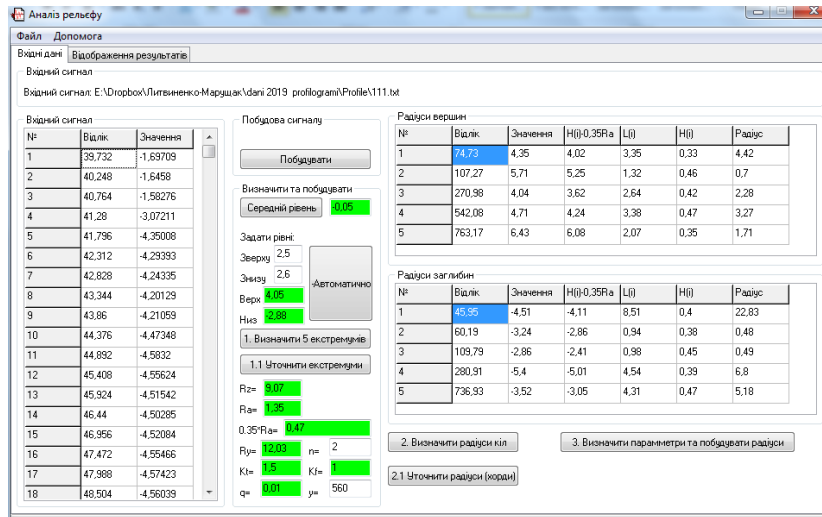 Аналіз рельєфу
Файл Допомога
Вхідні дані Відображення результатів
Вхідний сигнал
Вхідний сигнал: E:\Dropbox\Литвиненко-Марущак\dani 2019 profilogrami\Profile\111.txt
Вхідний сигнал
№ Відлік Значення
1 39,732 -1,69709
2 40,248 -1,6458
3 40,764 -1,58276
4 41,28 -3,07211
5 41,796 -4,35008
6 42,312 -4,29393
7 42,828 -4,24335
8 43,344 -4,20129
9 43,86 -4,21059
10 44,376 -4,47348
11 44,892 -4,5832
12 45,408 -4,55624
13 45,924 -4,51542
14 46,44 -4,50285
15 46,956 -4,52084
16 47,472 -4,55466
17 47,988 -4,57423
18 48,504 -4,56039
Побудова сигналу
Побудувати
Визначити та побудувати
Середній рівень -0,05
Задати рівні:
Зверху 2,5
Знизу 2,6
-Автоматично
Верх 4,05
Низ -2,88
1. Визначити 5 екстремумів
1.1 Уточнити екстремуми
Rz= 9,07
Ra= 1,35
0.35*Ra= 0,47
Ry= 12,03 n= 2
Kt= 1,5 Kf= 1
q= 0,01 y= 560
Радіуси вершин
№ Відлік Значення H(i)-0,35Ra L(i) H(i) Радіус
1 74,73 4,35 4,02 3,35 0,33 4,42
2 107,27 5,71 5,25 1,32 0,46 0,7
3 270,98 4,04 3,62 2,64 0,42 2,28
4 542,08 4,71 4,24 3,38 0,47 3,27
5 763,17 6,43 6,08 2,07 0,35 1,71
Радіуси заглибин
№ Відлік Значення H(i)-0,35Ra L(i) H(i) Радіус
1 45,95 -4,51 -4,11 8,51 0,4 22,83
2 60,19 -3,24 -2,86 0,94 0,38 0,48
3 109,79 -2,86 -2,41 0,98 0,45 0,49
4 280,91 -5,4 -5,01 4,54 0,39 6,8
5 736,93 -3,52 -3,05 4,31 0,47 5,18
2. Визначити радіуси кіл
3. Визначити параметри та побудувати радіуси
2.1 Уточнити радіуси (хорди)